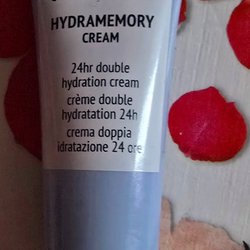 HYDRAMEMORY
CREAM
24hr double
hydration cream
crème double
hydratation 24h
crema doppia
idratazione 24 ore